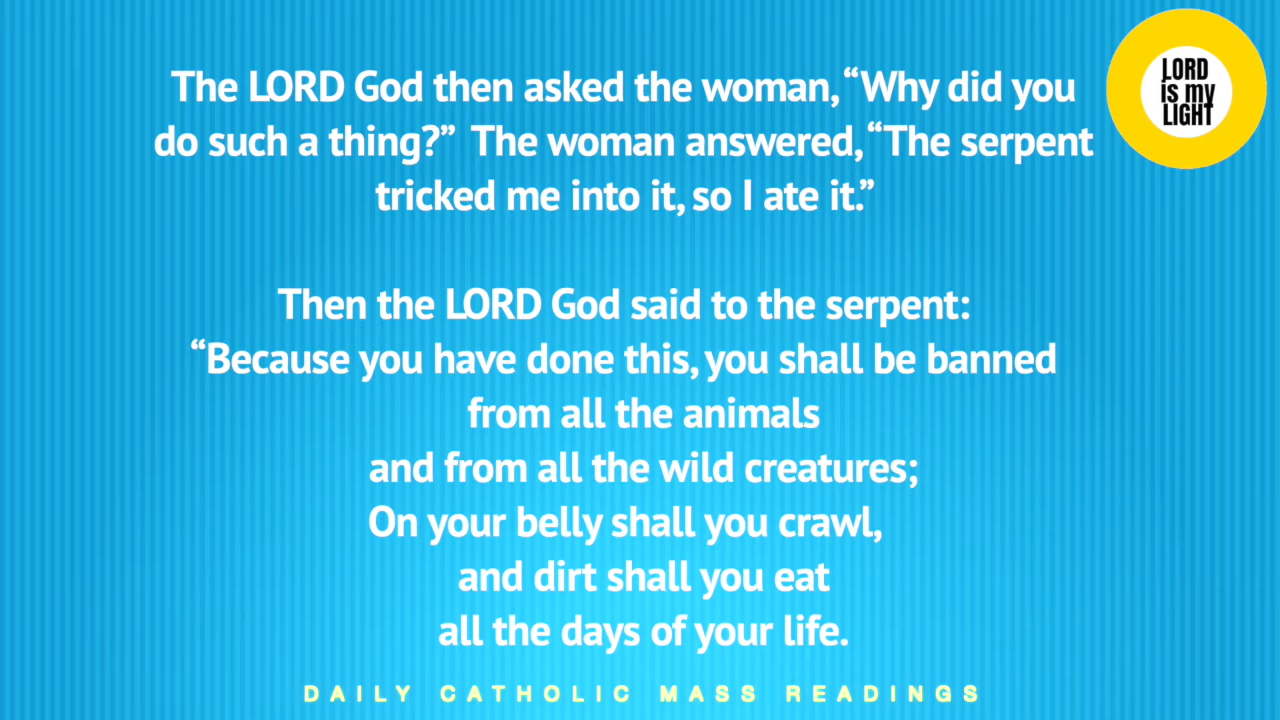 The LORD God then asked the woman, “Why did you
do such a thing?” The woman answered, “The serpent
tricked me into it, so I ate it.”
Then the LORD God said to the serpent:
“Because you have done this, you shall be banned
from all the animals
and from all the wild creatures;
On your belly shall you crawl,
and dirt shall you eat
all the days of your life.
DAILY CATHOLIC MASS READINGS
LORD
is my
LIGHT